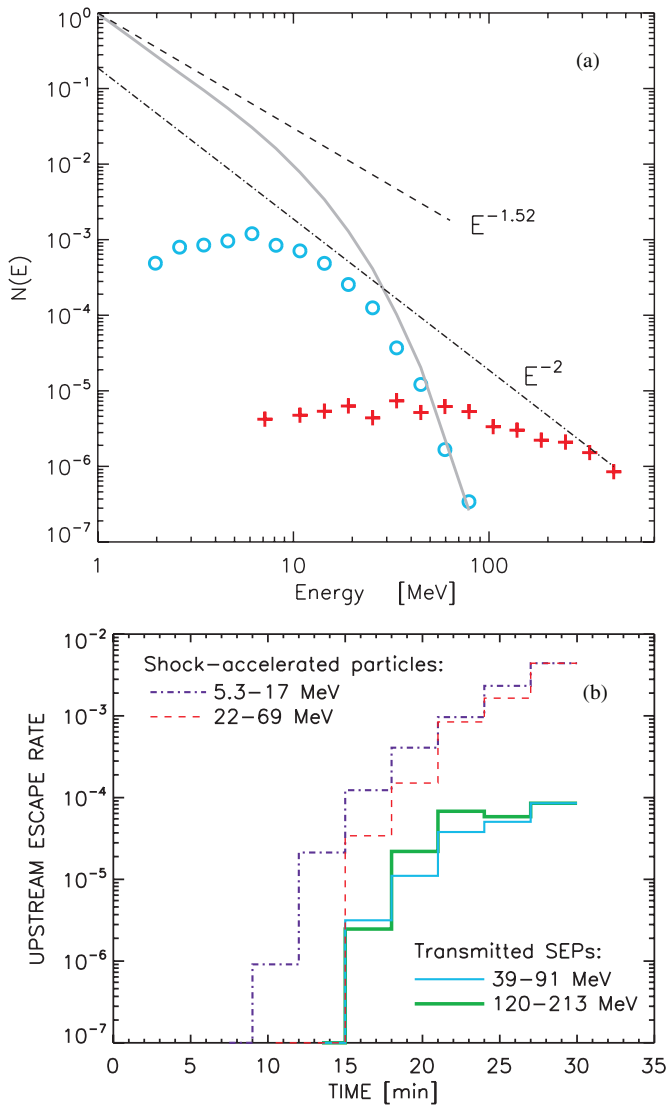 (a)
10^0
10^-1
10^-2
10^-3
10^-4
10^-5
10^-6
10^-7
N(E)
E^-1.52
E^-2
1 10 100
Energy [MeV]
10^-2
10^-3
10^-4
10^-5
10^-6
10^-7
UPSTREAM ESCAPE RATE
Shock-accelerated particles:
5.3-17 MeV
22-69 MeV
(b)
Transmitted SEPs:
39-91 MeV
120-213 MeV
0 5 10 15 20 25 30 35
TIME [min]